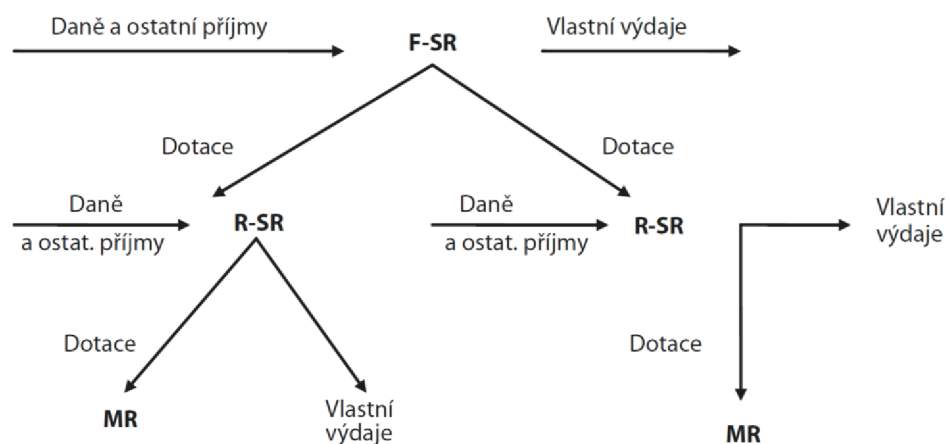 Daně a ostatní příjmy
F-SR
Vlastní výdaje
Dotace
Dotace
Daně
a ostat. příjmy
R-SR
Daně
a ostat. příjmy
R-SR
Vlastní
výdaje
Dotace
Dotace
MR
Vlastní
výdaje
MR